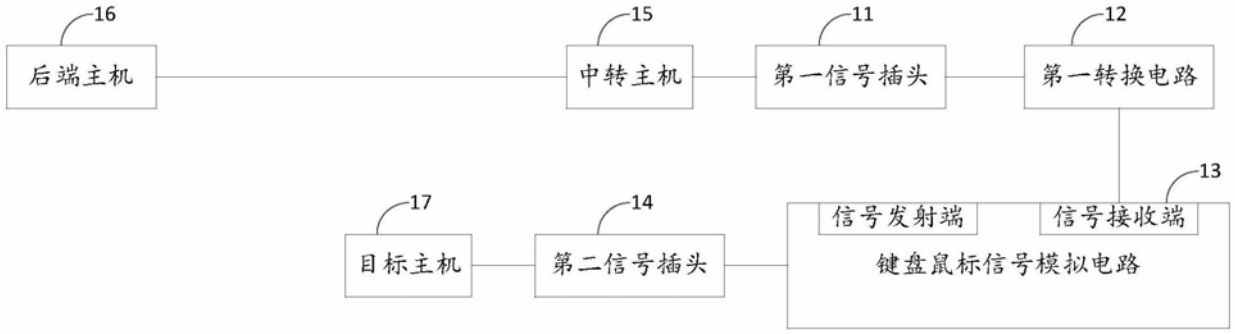 16 15 11 12
后端主机 中转主机 第一信号插头 第一转换电路
17 14 13
信号发射端 信号接收端
目标主机 第二信号插头 键盘鼠标信号模拟电路